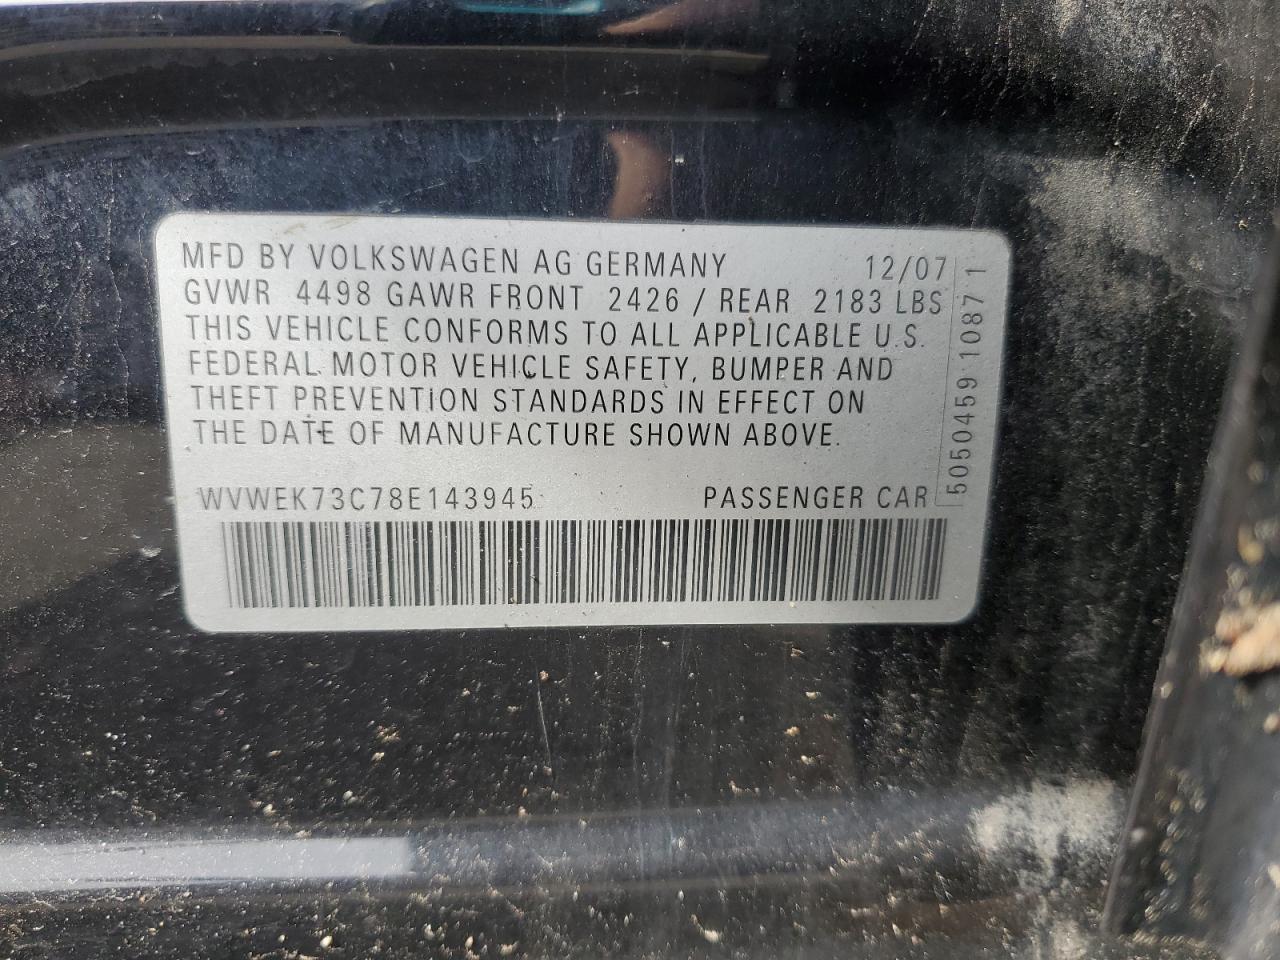 MFD BY VOLKSWAGEN AG GERMANY 12/07
GVWR 4498 GAWR FRONT 2426 / REAR 2183 LBS
THIS VEHICLE CONFORMS TO ALL APPLICABLE U.S.
FEDERAL MOTOR VEHICLE SAFETY, BUMPER AND
THEFT PREVENTION STANDARDS IN EFFECT ON
THE DATE OF MANUFACTURE SHOWN ABOVE.
WVWEK73C78E143945 PASSENGER CAR
5050459 1087 1